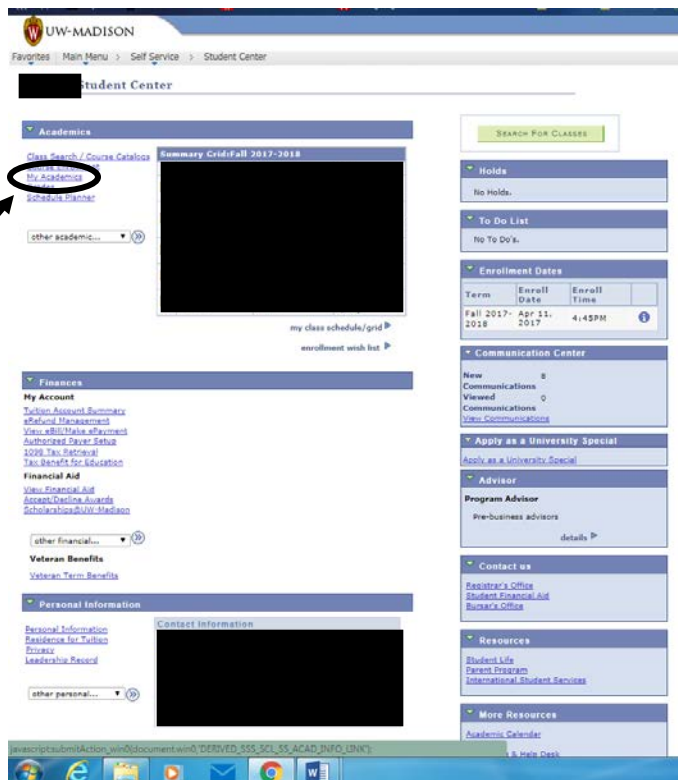 UW-MADISON
Favorites Main Menu > Self Service > Student Center
Student Center
Academics
Class Search / Course Catalogs
Course Enrollment
My Academics
Grades
Schedule Planner
other academic...
Summary Grid:Fall 2017-2018
my class schedule/grid
enrollment wish list
Finances
My Account
Tuition Account Summary
eRefund Management
View eBill/Make ePayment
Authorized Payer Setup
1098 Tax Retrieval
Tax Benefit for Education
Financial Aid
View Financial Aid
Accept/Decline Awards
Scholarships@UW-Madison
other financial...
Veteran Benefits
Veteran Term Benefits
Personal Information
Personal Information
Residence for Tuition
Privacy
Leadership Record
other personal...
Contact Information
SEARCH FOR CLASSES
Holds
No Holds.
To Do List
No To Do's.
Enrollment Dates
Term Enroll Date Enroll Time
Fall 2017-2018 Apr 11, 2017 4:45PM
Communication Center
New Communications 8
Viewed Communications 0
View Communications
Apply as a University Special
Apply as a University Special
Advisor
Program Advisor
Pre-business advisors
details
Contact us
Registrar's Office
Student Financial Aid
Bursar's Office
Resources
Student Life
Parent Program
International Student Services
More Resources
Academic Calendar
& Help Desk
javascript:submitAction_win0(document.win0,'DERIVED_SSS_SCL_SS_ACAD_INFO_LINK');